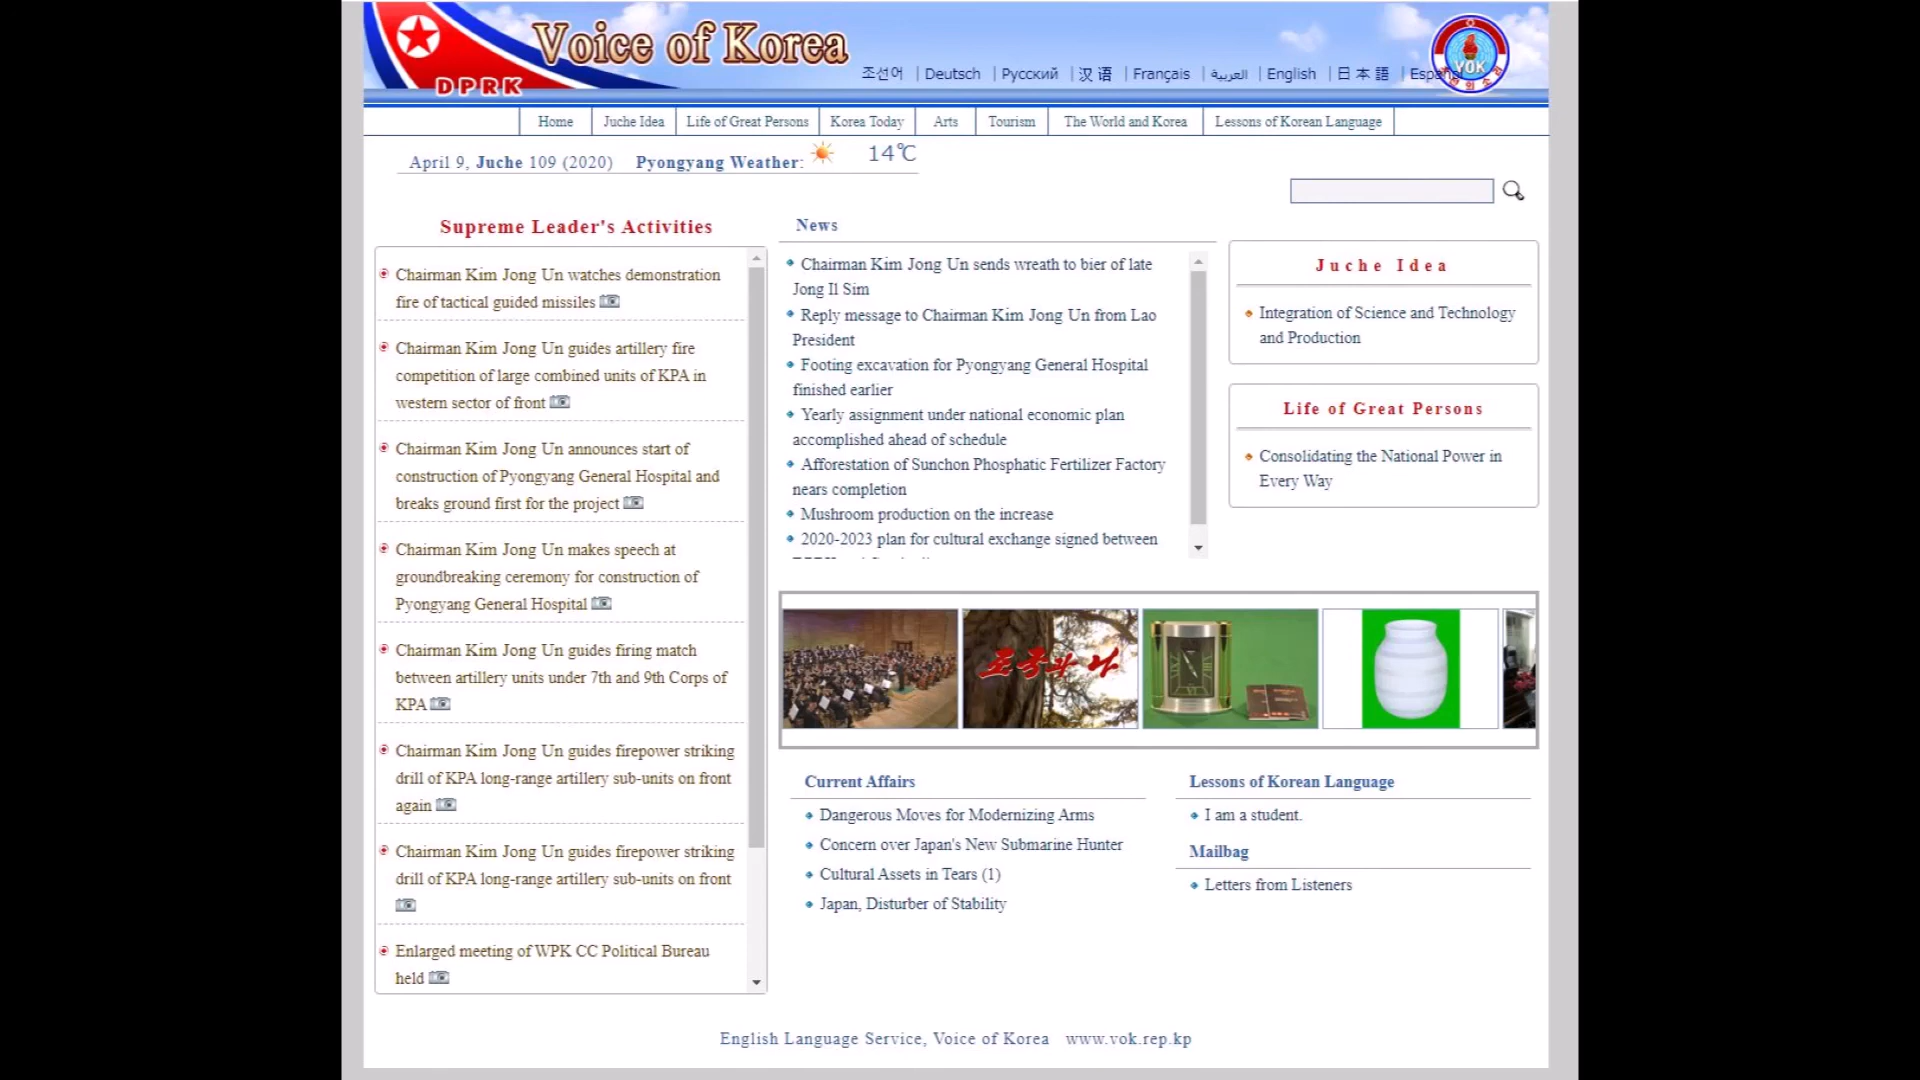 Voice of Korea
DPRK
조선어 | Deutsch | Русский | 汉 语 | Français | العربية | English | 日 本 語 | Español
VOK
Home
Juche Idea
Life of Great Persons
Korea Today
Arts
Tourism
The World and Korea
Lessons of Korean Language
April 9, Juche 109 (2020) Pyongyang Weather: 14℃
Supreme Leader's Activities
Chairman Kim Jong Un watches demonstration
fire of tactical guided missiles
Chairman Kim Jong Un guides artillery fire
competition of large combined units of KPA in
western sector of front
Chairman Kim Jong Un announces start of
construction of Pyongyang General Hospital and
breaks ground first for the project
Chairman Kim Jong Un makes speech at
groundbreaking ceremony for construction of
Pyongyang General Hospital
Chairman Kim Jong Un guides firing match
between artillery units under 7th and 9th Corps of
KPA
Chairman Kim Jong Un guides firepower striking
drill of KPA long-range artillery sub-units on front
again
Chairman Kim Jong Un guides firepower striking
drill of KPA long-range artillery sub-units on front
Enlarged meeting of WPK CC Political Bureau
held
News
Chairman Kim Jong Un sends wreath to bier of late
Jong Il Sim
Reply message to Chairman Kim Jong Un from Lao
President
Footing excavation for Pyongyang General Hospital
finished earlier
Yearly assignment under national economic plan
accomplished ahead of schedule
Afforestation of Sunchon Phosphatic Fertilizer Factory
nears completion
Mushroom production on the increase
2020-2023 plan for cultural exchange signed between
Juche Idea
Integration of Science and Technology
and Production
Life of Great Persons
Consolidating the National Power in
Every Way
조국과 나
Current Affairs
Dangerous Moves for Modernizing Arms
Concern over Japan's New Submarine Hunter
Cultural Assets in Tears (1)
Japan, Disturber of Stability
Lessons of Korean Language
I am a student.
Mailbag
Letters from Listeners
English Language Service, Voice of Korea www.vok.rep.kp